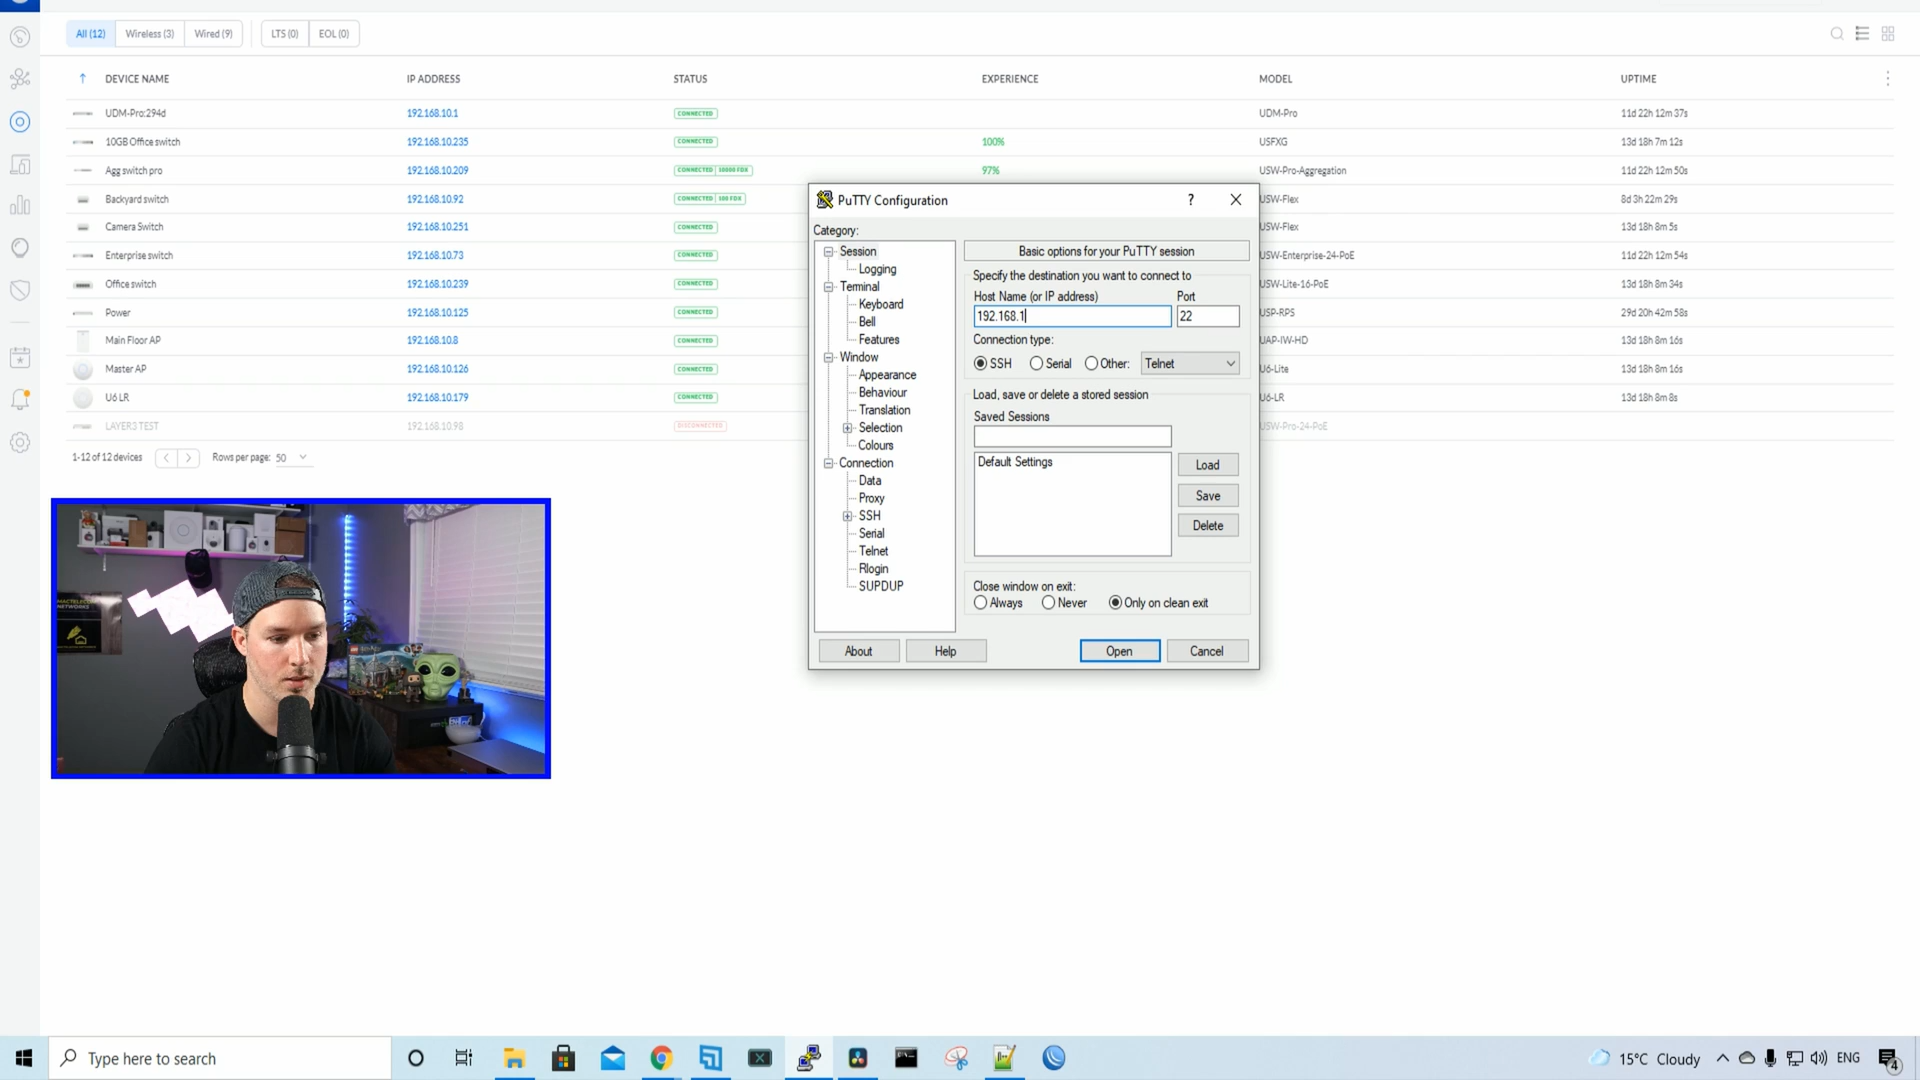 All (12) Wireless (3) Wired (9) LTS (0) EOL (0)
DEVICE NAME IP ADDRESS STATUS EXPERIENCE MODEL UPTIME
UDM-Pro:294d 192.168.10.1 CONNECTED UDM-Pro 11d 22h 12m 37s
10GB Office switch 192.168.10.235 CONNECTED 100% USFXG 13d 18h 7m 12s
Agg switch pro 192.168.10.209 CONNECTED 10000 FDX 97% USW-Pro-Aggregation 11d 22h 12m 50s
Backyard switch 192.168.10.92 CONNECTED 100 FDX USW-Flex 8d 3h 22m 29s
Camera Switch 192.168.10.251 CONNECTED USW-Flex 13d 18h 8m 5s
Enterprise switch 192.168.10.73 CONNECTED USW-Enterprise-24-PoE 11d 22h 12m 54s
Office switch 192.168.10.239 CONNECTED USW-Lite-16-PoE 13d 18h 8m 34s
Power 192.168.10.125 CONNECTED USP-RPS 29d 20h 42m 58s
Main Floor AP 192.168.10.8 CONNECTED UAP-IW-HD 13d 18h 8m 16s
Master AP 192.168.10.126 CONNECTED U6-Lite 13d 18h 8m 16s
U6 LR 192.168.10.179 CONNECTED U6-LR 13d 18h 8m 8s
LAYER3 TEST 192.168.10.98 DISCONNECTED USW-Pro-24-PoE
1-12 of 12 devices Rows per page: 50
PuTTY Configuration ?
Category:
Session
Logging
Terminal
Keyboard
Bell
Features
Window
Appearance
Behaviour
Translation
Selection
Colours
Connection
Data
Proxy
SSH
Serial
Telnet
Rlogin
SUPDUP
Basic options for your PuTTY session
Specify the destination you want to connect to
Host Name (or IP address) Port
192.168.1 22
Connection type:
SSH Serial Other: Telnet
Load, save or delete a stored session
Saved Sessions
Default Settings
Load
Save
Delete
Close window on exit:
Always Never Only on clean exit
About Help Open Cancel
MACTELECOM
NETWORKS
Type here to search
15°C Cloudy ENG 4